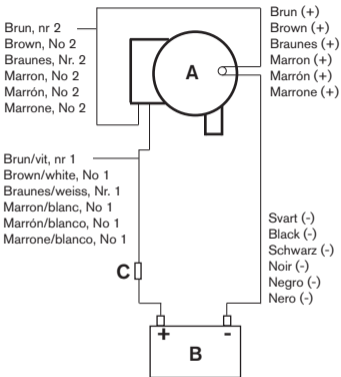 Brun, nr 2
Brown, No 2
Braunes, Nr. 2
Marron, No 2
Marrón, No 2
Marrone, No 2
Brun (+)
Brown (+)
Braunes (+)
Marron (+)
Marrón (+)
Marrone (+)
A
Brun/vit, nr 1
Brown/white, No 1
Braunes/weiss, Nr. 1
Marron/blanc, No 1
Marrón/blanco, No 1
Marrone/blanco, No 1
Svart (-)
Black (-)
Schwarz (-)
Noir (-)
Negro (-)
Nero (-)
C
+ -
B